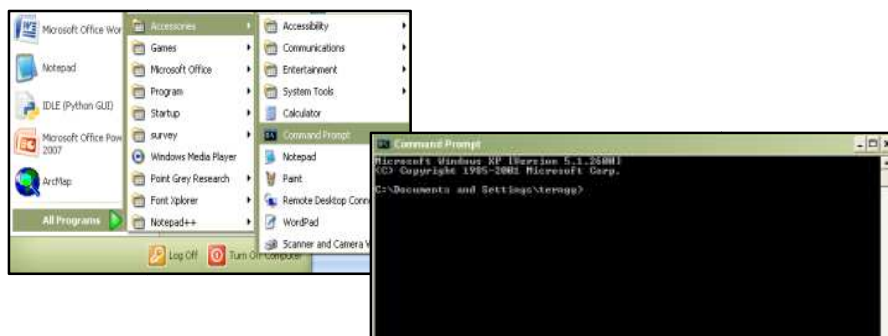 Microsoft Office Wor
Notepad
IDLE (Python GUI)
Microsoft Office Pow
2007
ArcMap
All Programs
Accessories
Games
Microsoft Office
Program
Startup
survey
Windows Media Player
Point Grey Research
Font Xplorer
Notepad++
Accessibility
Communications
Entertainment
System Tools
Calculator
Command Prompt
Notepad
Paint
Remote Desktop Conn
WordPad
Scanner and Camera W
Log Off
Turn Off Computer
Command Prompt
Microsoft Windows XP [Version 5.1.2600]
(C) Copyright 1985-2001 Microsoft Corp.
C:\Documents and Settings\